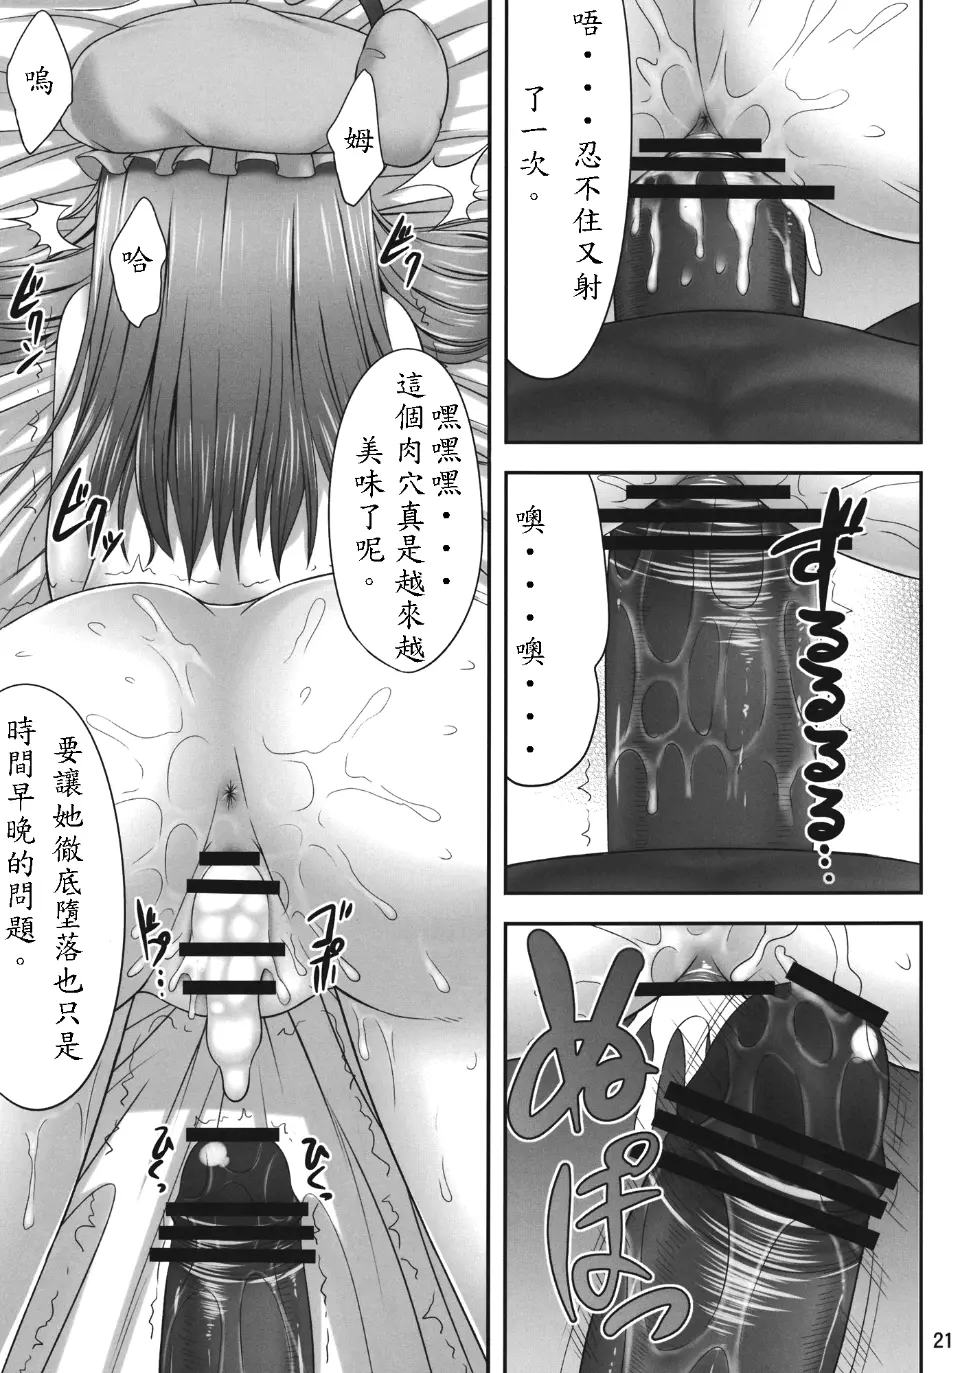 唔・・・忍不住又射
了一次。
噢・・・・噢・・・
ずるるるるる…
ぬぽっ
嗚
姆
哈
ビクンッ
ビクッ
ビクッ
嘿嘿嘿・・・
這個肉穴真是越來越
美味了呢。
ゴポ…
ドプッ…
ひくっ
ひくっ
要讓她徹底墮落也只是
時間早晚的問題。
21